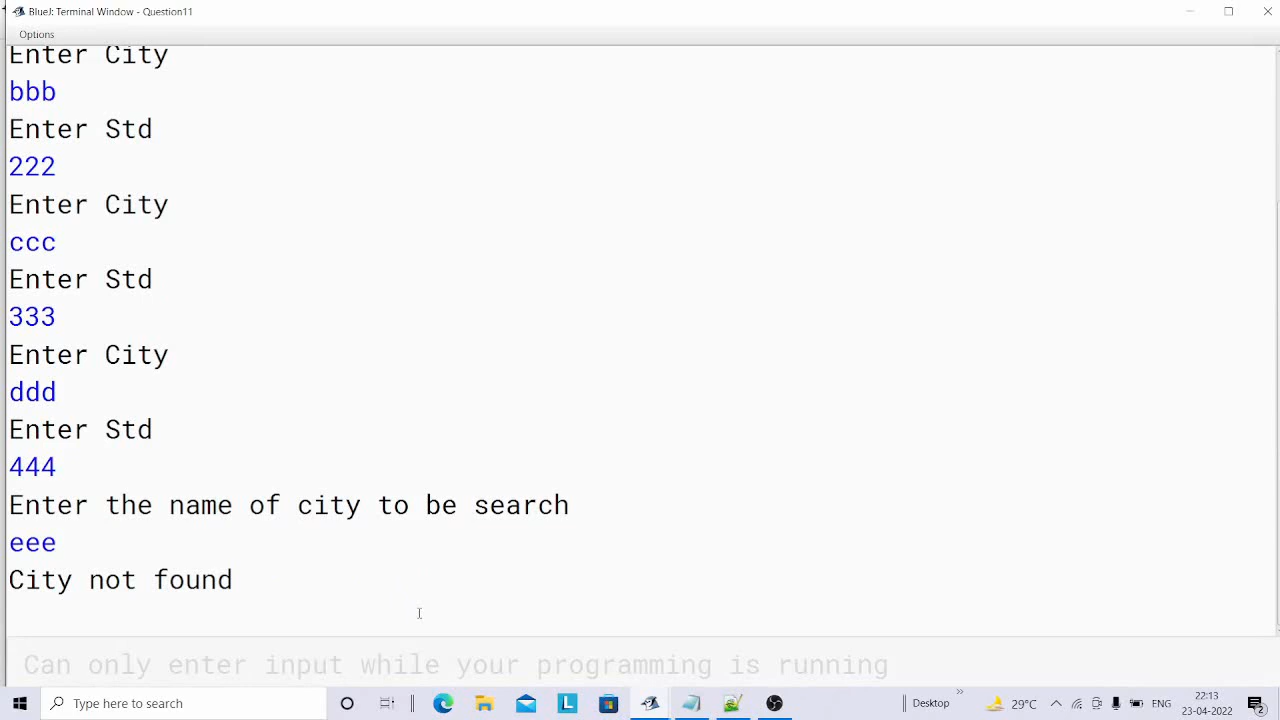 BlueJ: Terminal Window - Question11
Options
Enter City
bbb
Enter Std
222
Enter City
ccc
Enter Std
333
Enter City
ddd
Enter Std
444
Enter the name of city to be search
eee
City not found
Can only enter input while your programming is running
Type here to search
L
Desktop
29°C
ENG
22:13
23-04-2022
2